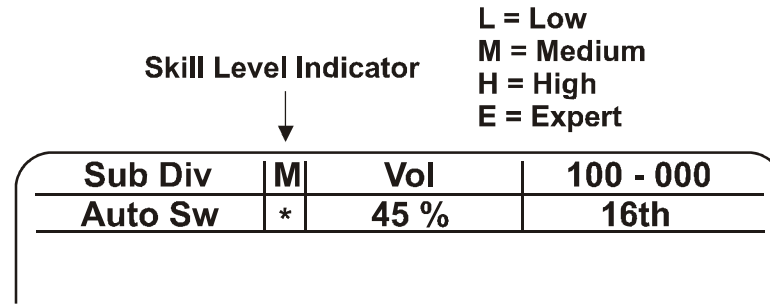 L = Low
M = Medium
H = High
E = Expert
Skill Level Indicator
Sub Div M Vol 100 - 000
Auto Sw * 45 % 16th